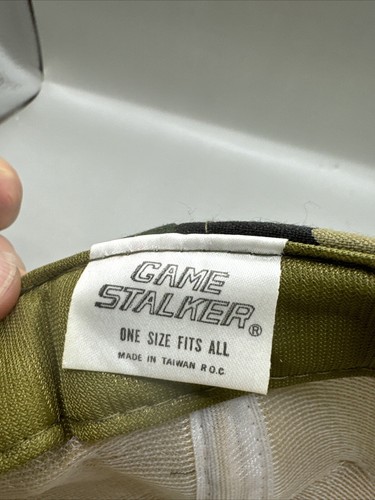 GAME
STALKER®
ONE SIZE FITS ALL
MADE IN TAIWAN R.O.C.